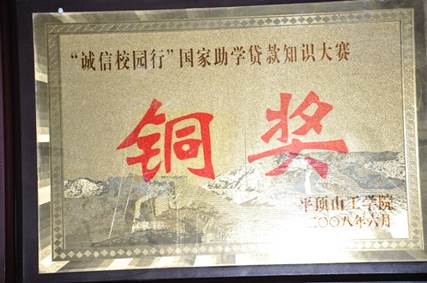 “诚信校园行”国家助学贷款知识大赛
铜奖
平顶山工学院
二〇〇八年六月